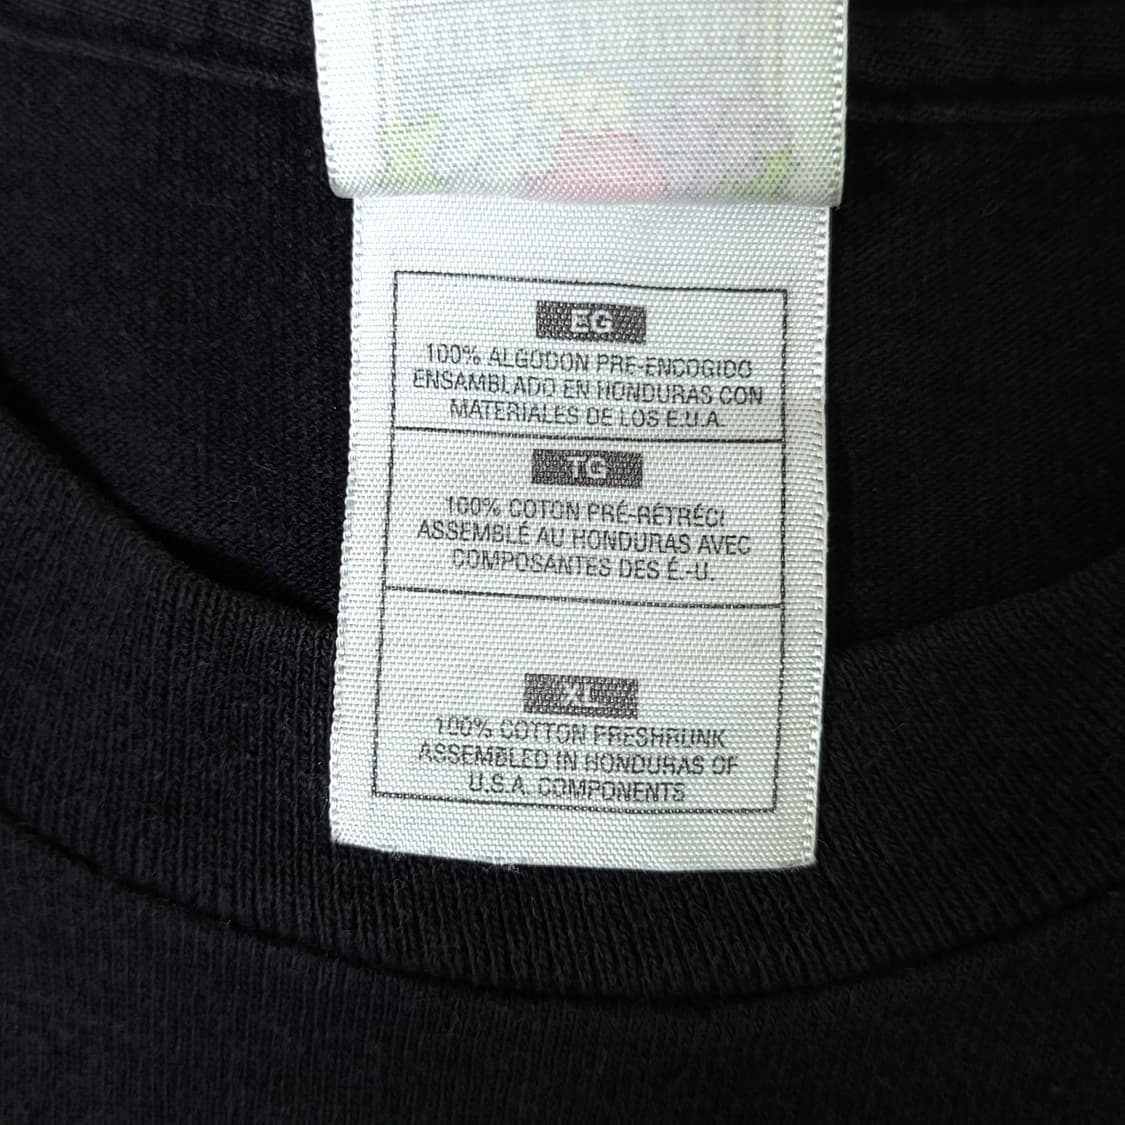 EG
100% ALGODON PRE-ENCOGIDO
ENSAMBLADO EN HONDURAS CON
MATERIALES DE LOS E.U.A.
TG
100% COTON PRÉ-RÉTRÉCI
ASSEMBLÉ AU HONDURAS AVEC
COMPOSANTES DES É.-U.
XL
100% COTTON PRESHRUNK
ASSEMBLED IN HONDURAS OF
U.S.A. COMPONENTS